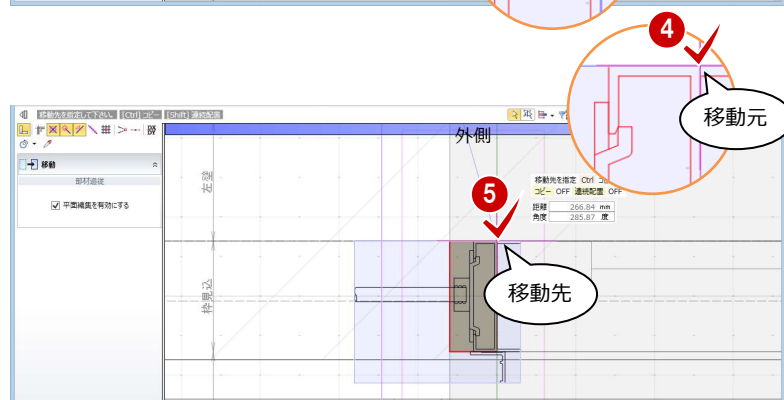 4
移動元
移動先を指定して下さい。 [Ctrl] コピー [Shift] 連続配置
外側
移動
部材追従
平面編集を有効にする
左壁
枠見込
移動先を指定 Ctrl コピ
コピー OFF 連続配置 OFF
距離 266.84 mm
角度 285.87 度
5
移動先